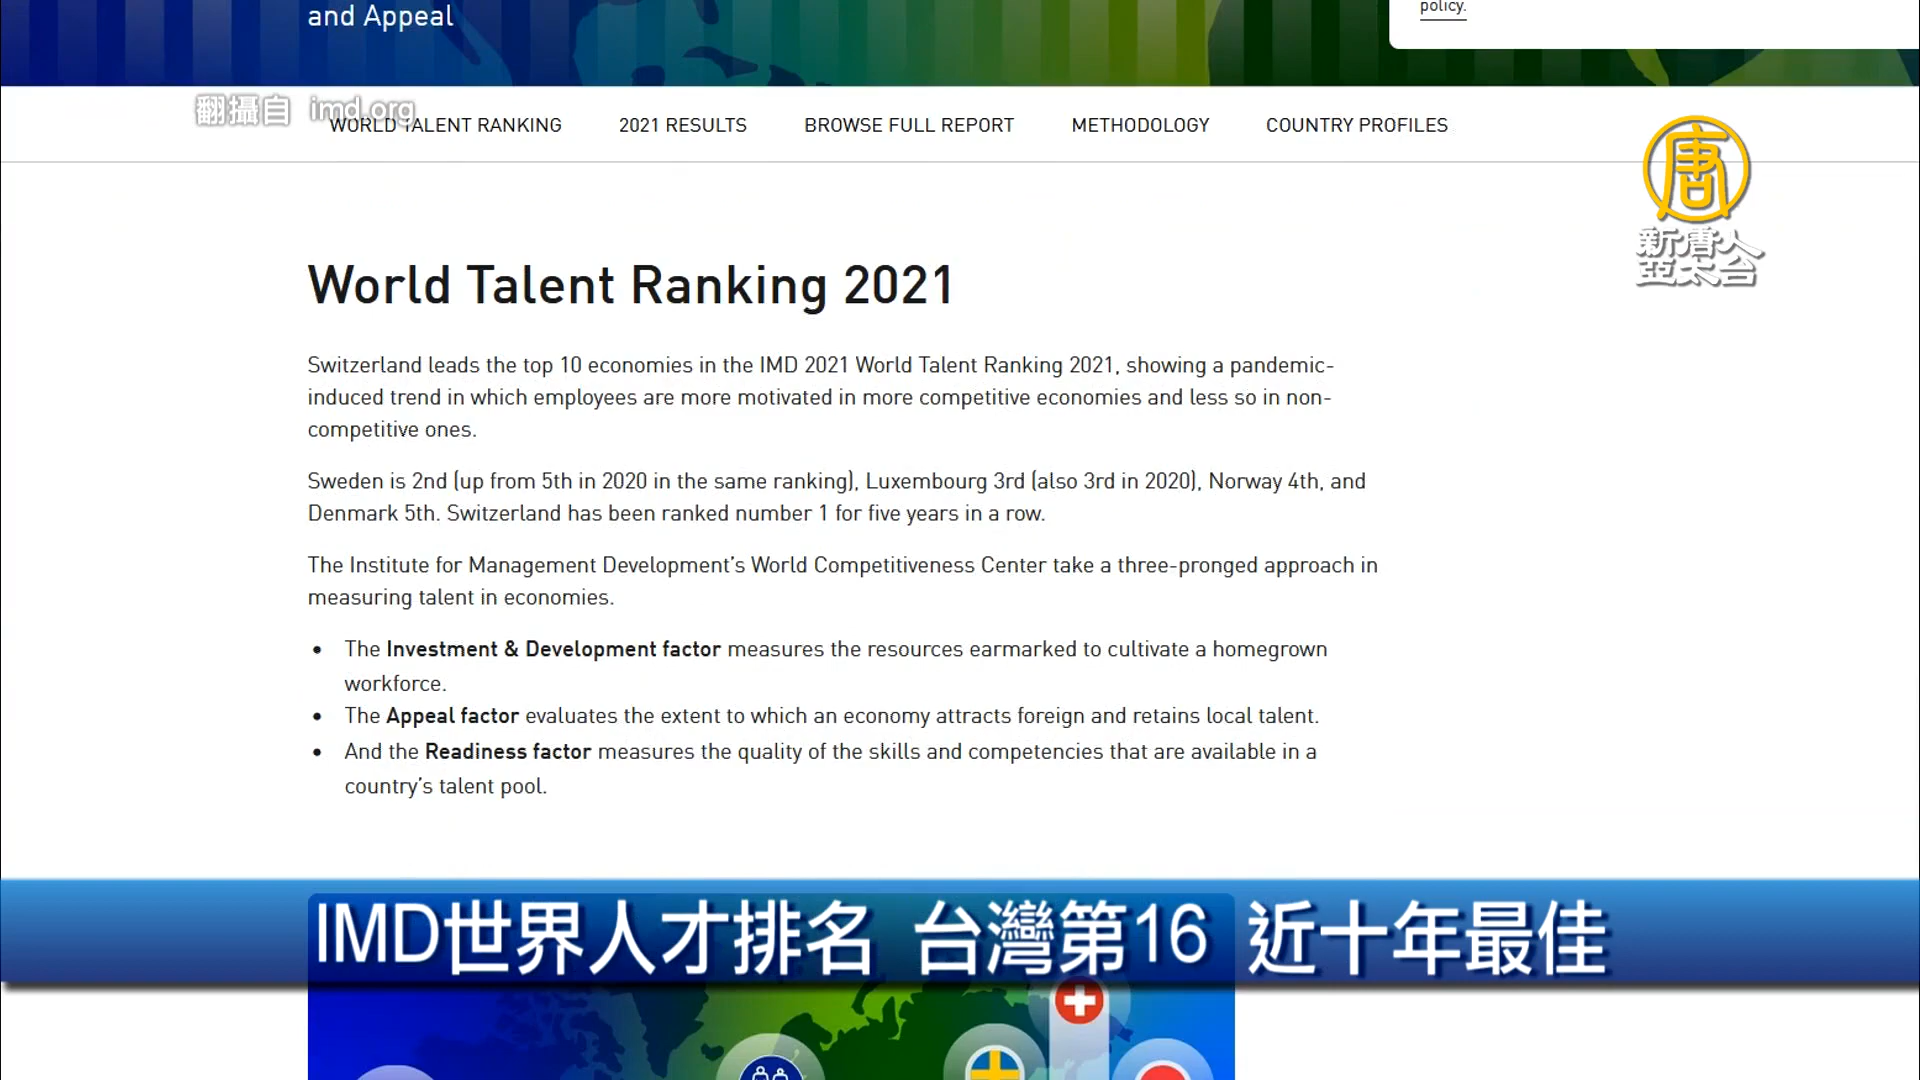 and Appeal
policy.
翻攝自 imd.org
WORLD TALENT RANKING 2021 RESULTS BROWSE FULL REPORT METHODOLOGY COUNTRY PROFILES
唐
新唐人
亞太台
World Talent Ranking 2021
Switzerland leads the top 10 economies in the IMD 2021 World Talent Ranking 2021, showing a pandemic-
induced trend in which employees are more motivated in more competitive economies and less so in non-
competitive ones.
Sweden is 2nd (up from 5th in 2020 in the same ranking), Luxembourg 3rd (also 3rd in 2020), Norway 4th, and
Denmark 5th. Switzerland has been ranked number 1 for five years in a row.
The Institute for Management Development’s World Competitiveness Center take a three-pronged approach in
measuring talent in economies.
• The Investment & Development factor measures the resources earmarked to cultivate a homegrown
workforce.
• The Appeal factor evaluates the extent to which an economy attracts foreign and retains local talent.
• And the Readiness factor measures the quality of the skills and competencies that are available in a
country’s talent pool.
IMD世界人才排名 台灣第16 近十年最佳